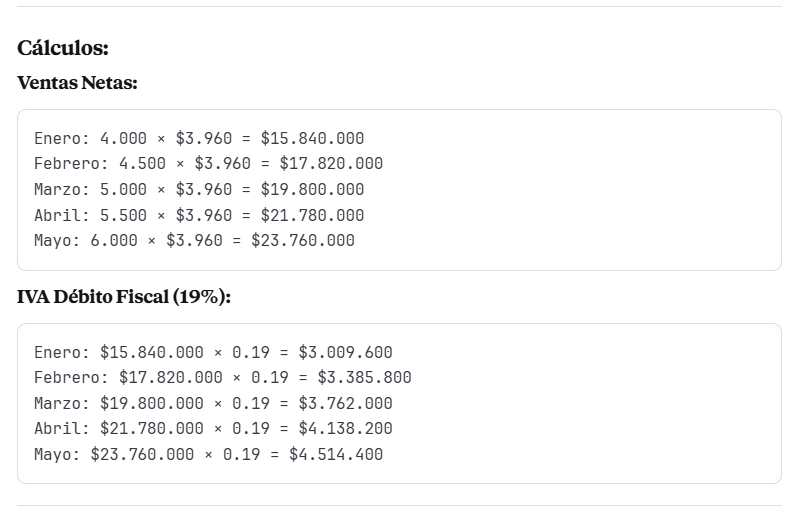 Cálculos:
Ventas Netas:
Enero: 4.000 × $3.960 = $15.840.000
Febrero: 4.500 × $3.960 = $17.820.000
Marzo: 5.000 × $3.960 = $19.800.000
Abril: 5.500 × $3.960 = $21.780.000
Mayo: 6.000 × $3.960 = $23.760.000
IVA Débito Fiscal (19%):
Enero: $15.840.000 × 0.19 = $3.009.600
Febrero: $17.820.000 × 0.19 = $3.385.800
Marzo: $19.800.000 × 0.19 = $3.762.000
Abril: $21.780.000 × 0.19 = $4.138.200
Mayo: $23.760.000 × 0.19 = $4.514.400